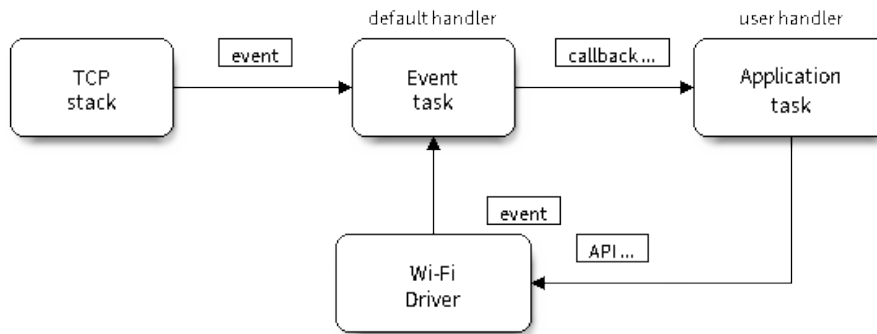 default handler
user handler
event
callback ...
TCP
stack
Event
task
Application
task
event
API ...
Wi-Fi
Driver